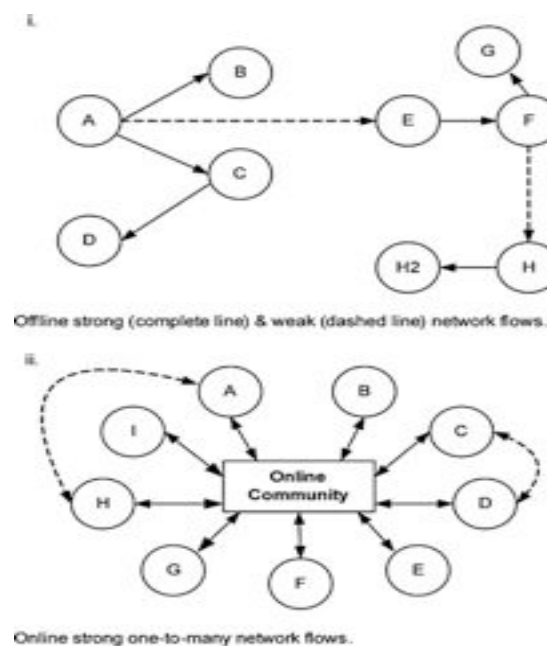 i.
G
B
A
E
F
C
D
H2
H
Offline strong (complete line) & weak (dashed line) network flows.
ii.
A
B
I
C
Online
Community
H
D
G
F
E
Online strong one-to-many network flows.